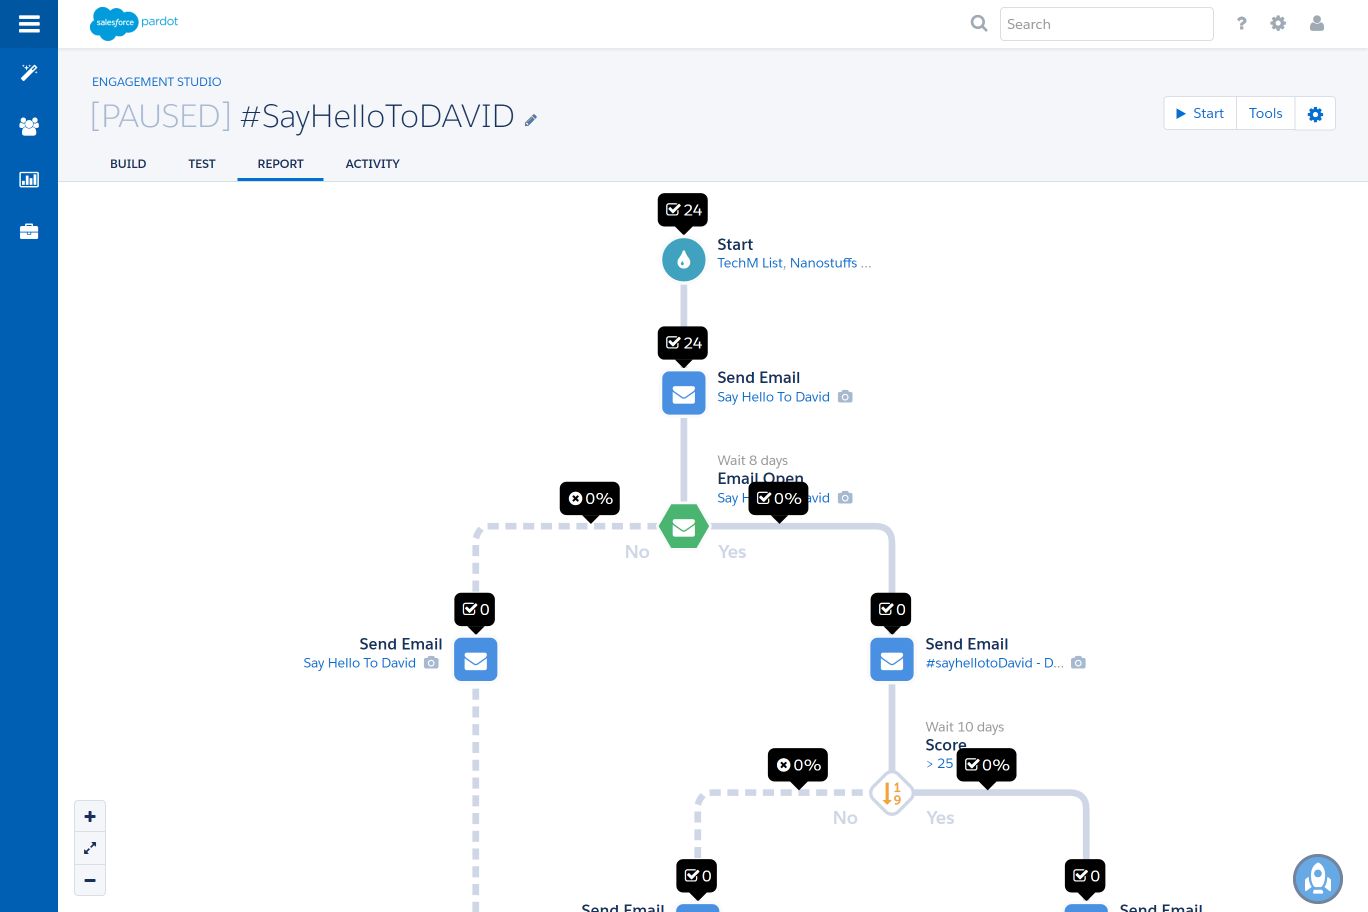 salesforce pardot
Search
?
ENGAGEMENT STUDIO
[PAUSED] #SayHelloToDAVID
Start
Tools
BUILD
TEST
REPORT
ACTIVITY
24
Start
TechM List, Nanostuffs ...
24
Send Email
Say Hello To David
Wait 8 days
Email Open
0%
Say H avid
0%
No
Yes
0
0
Send Email
Say Hello To David
Send Email
#sayhellotoDavid - D...
Wait 10 days
Score
0%
> 25
0%
1
9
No
Yes
0
0
Send Email
Send Email